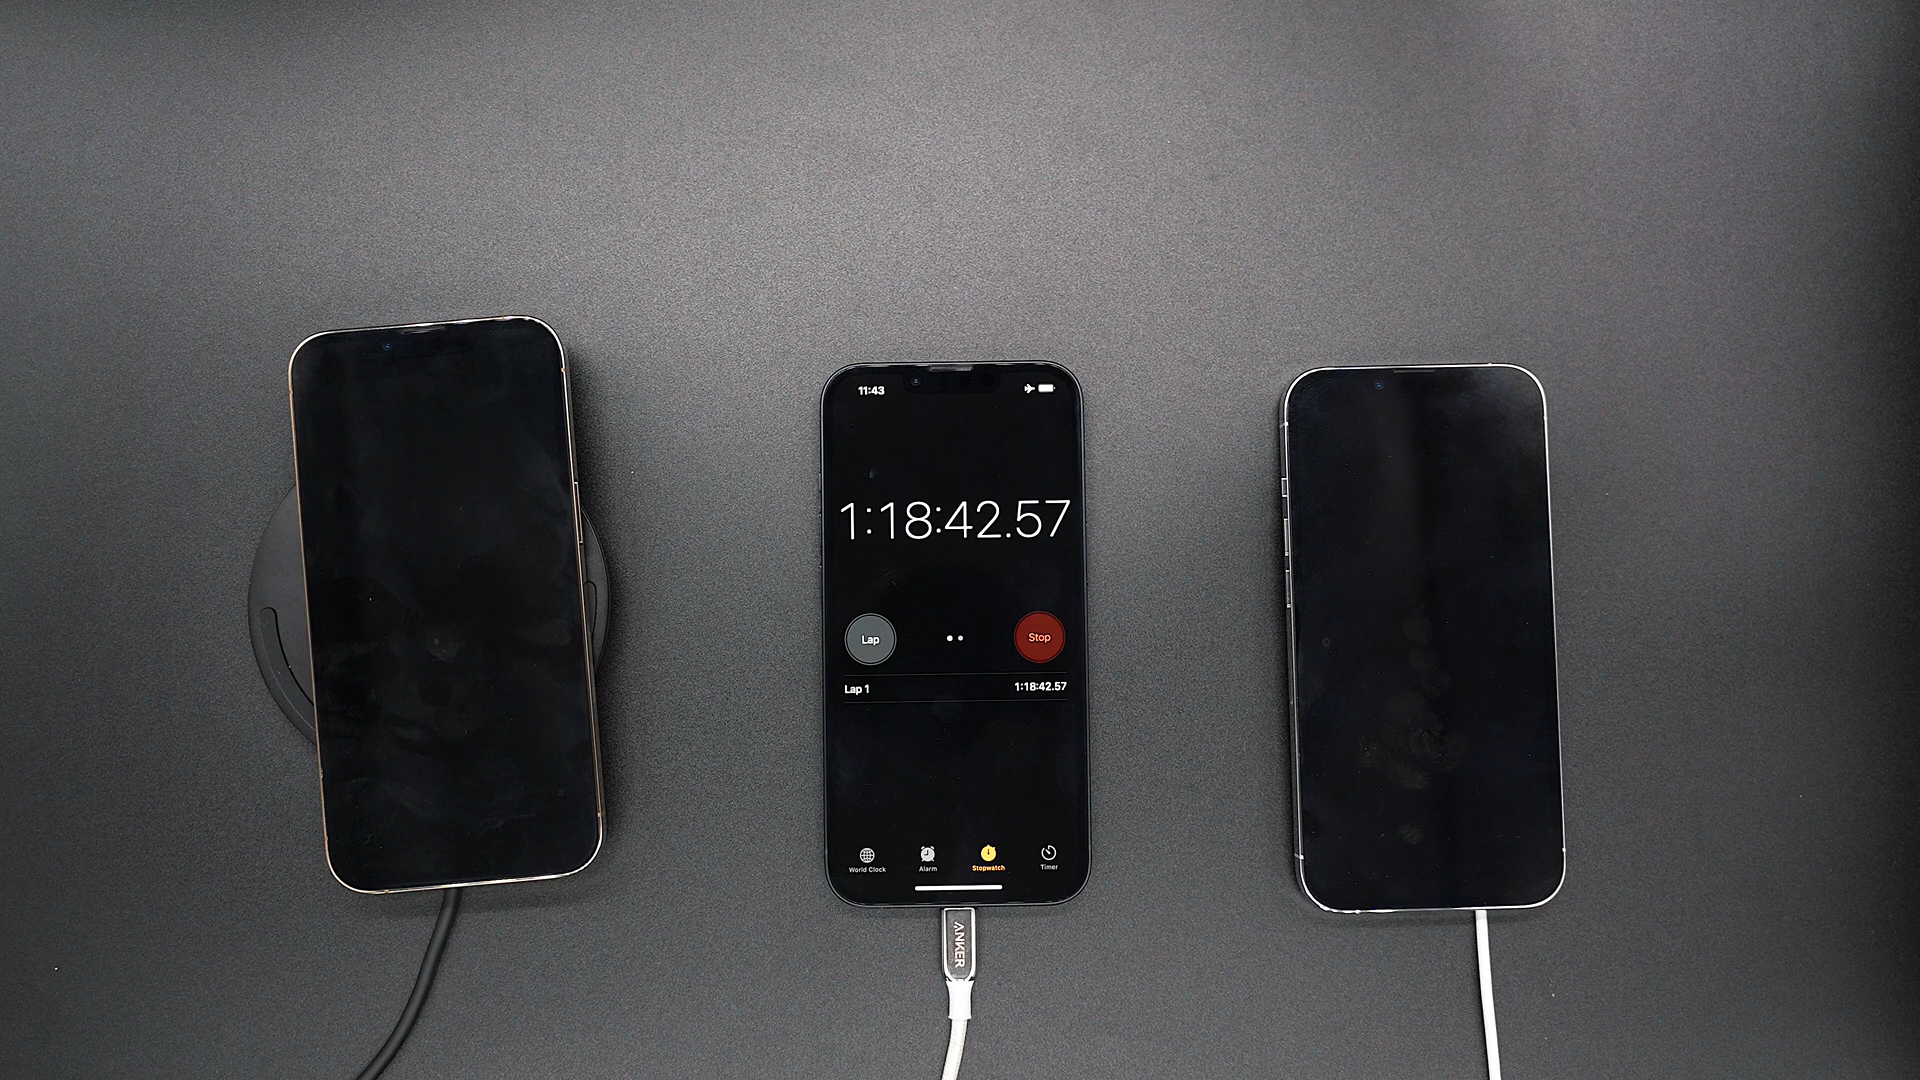 11:43
1:18:42.57
Lap
Stop
Lap 1 1:18:42.57
World Clock Alarm Stopwatch Timer
ANKER